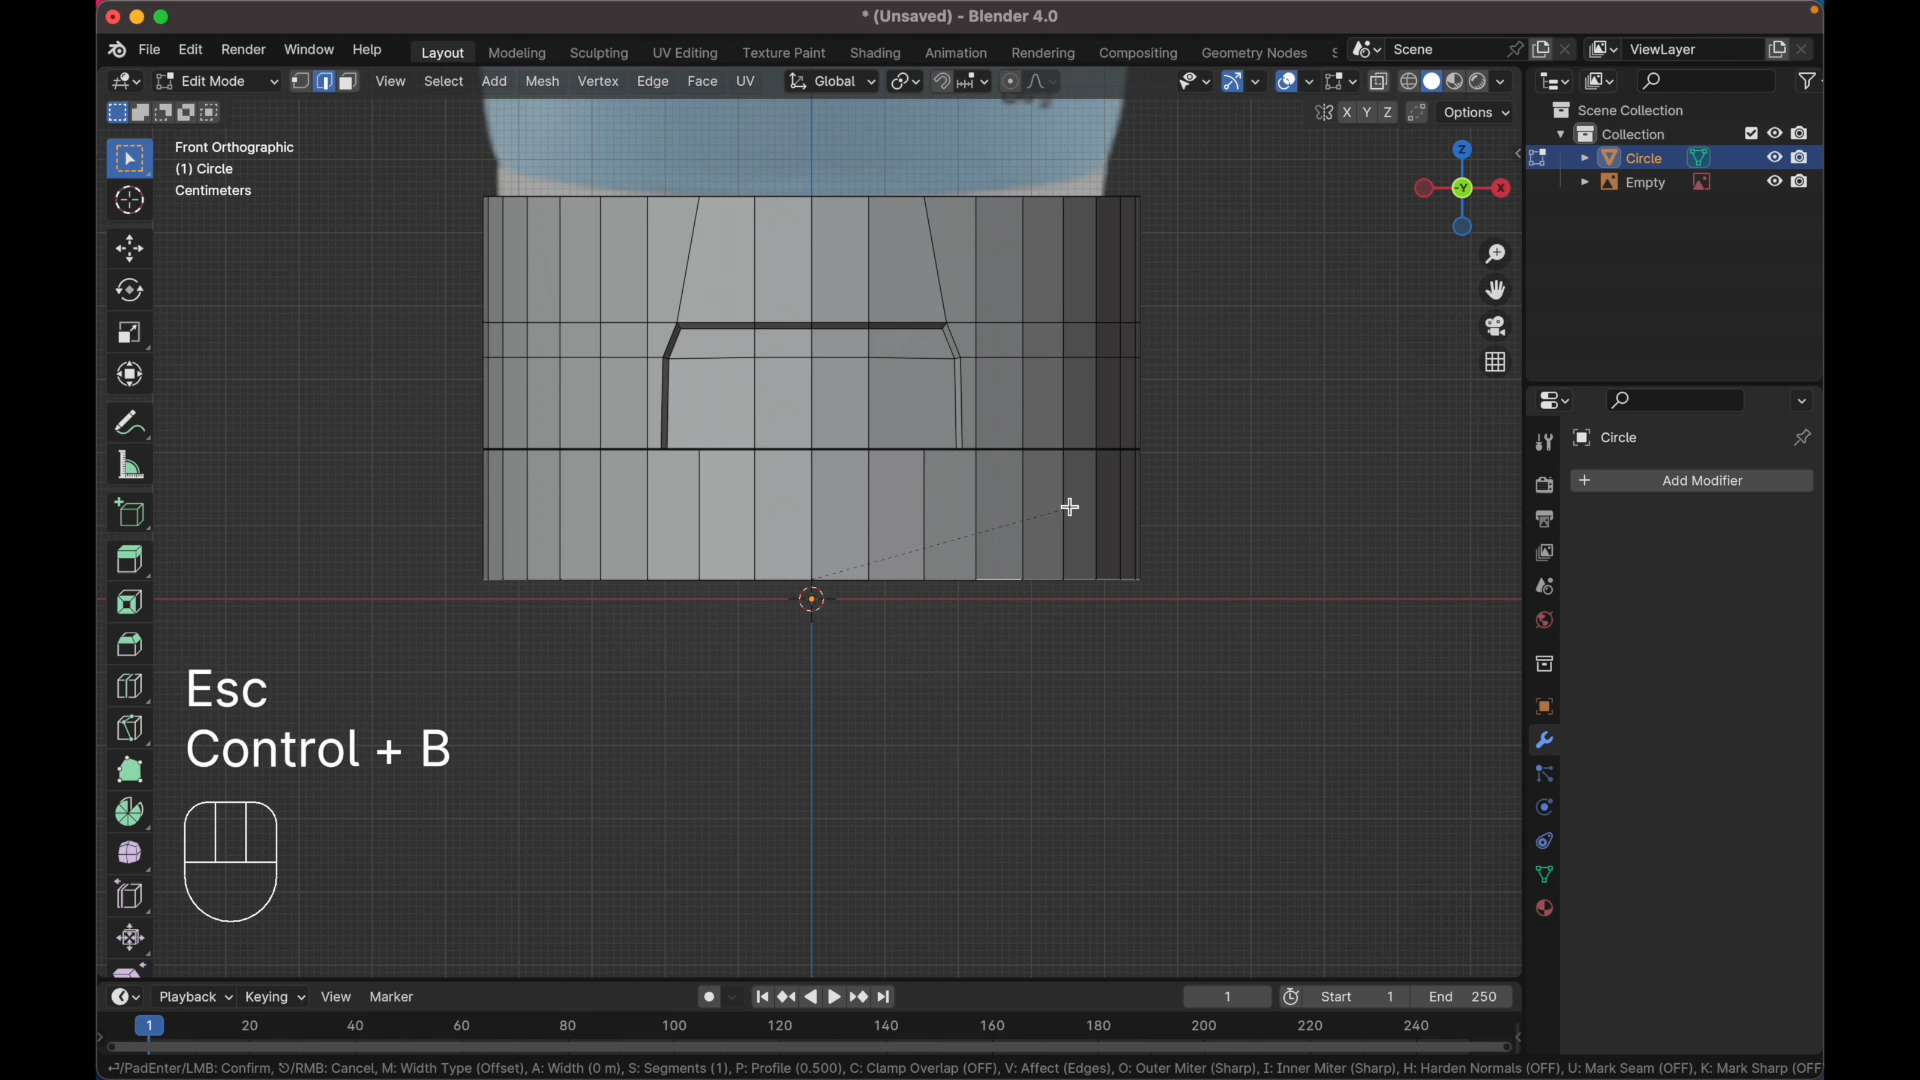 * (Unsaved) - Blender 4.0
File Edit Render Window Help Layout Modeling Sculpting UV Editing Texture Paint Shading Animation Rendering Compositing Geometry Nodes Scene ViewLayer
Edit Mode View Select Add Mesh Vertex Edge Face UV Global
X Y Z Options
Scene Collection
Collection
Circle
Empty
Front Orthographic
(1) Circle
Centimeters
Z
-Y X
Circle
+ Add Modifier
Esc
Control + B
Playback Keying View Marker 1 Start 1 End 250
1 20 40 60 80 100 120 140 160 180 200 220 240
/PadEnter/LMB: Confirm, /RMB: Cancel, M: Width Type (Offset), A: Width (0 m), S: Segments (1), P: Profile (0.500), C: Clamp Overlap (OFF), V: Affect (Edges), O: Outer Miter (Sharp), I: Inner Miter (Sharp), H: Harden Normals (OFF), U: Mark Seam (OFF), K: Mark Sharp (OFF